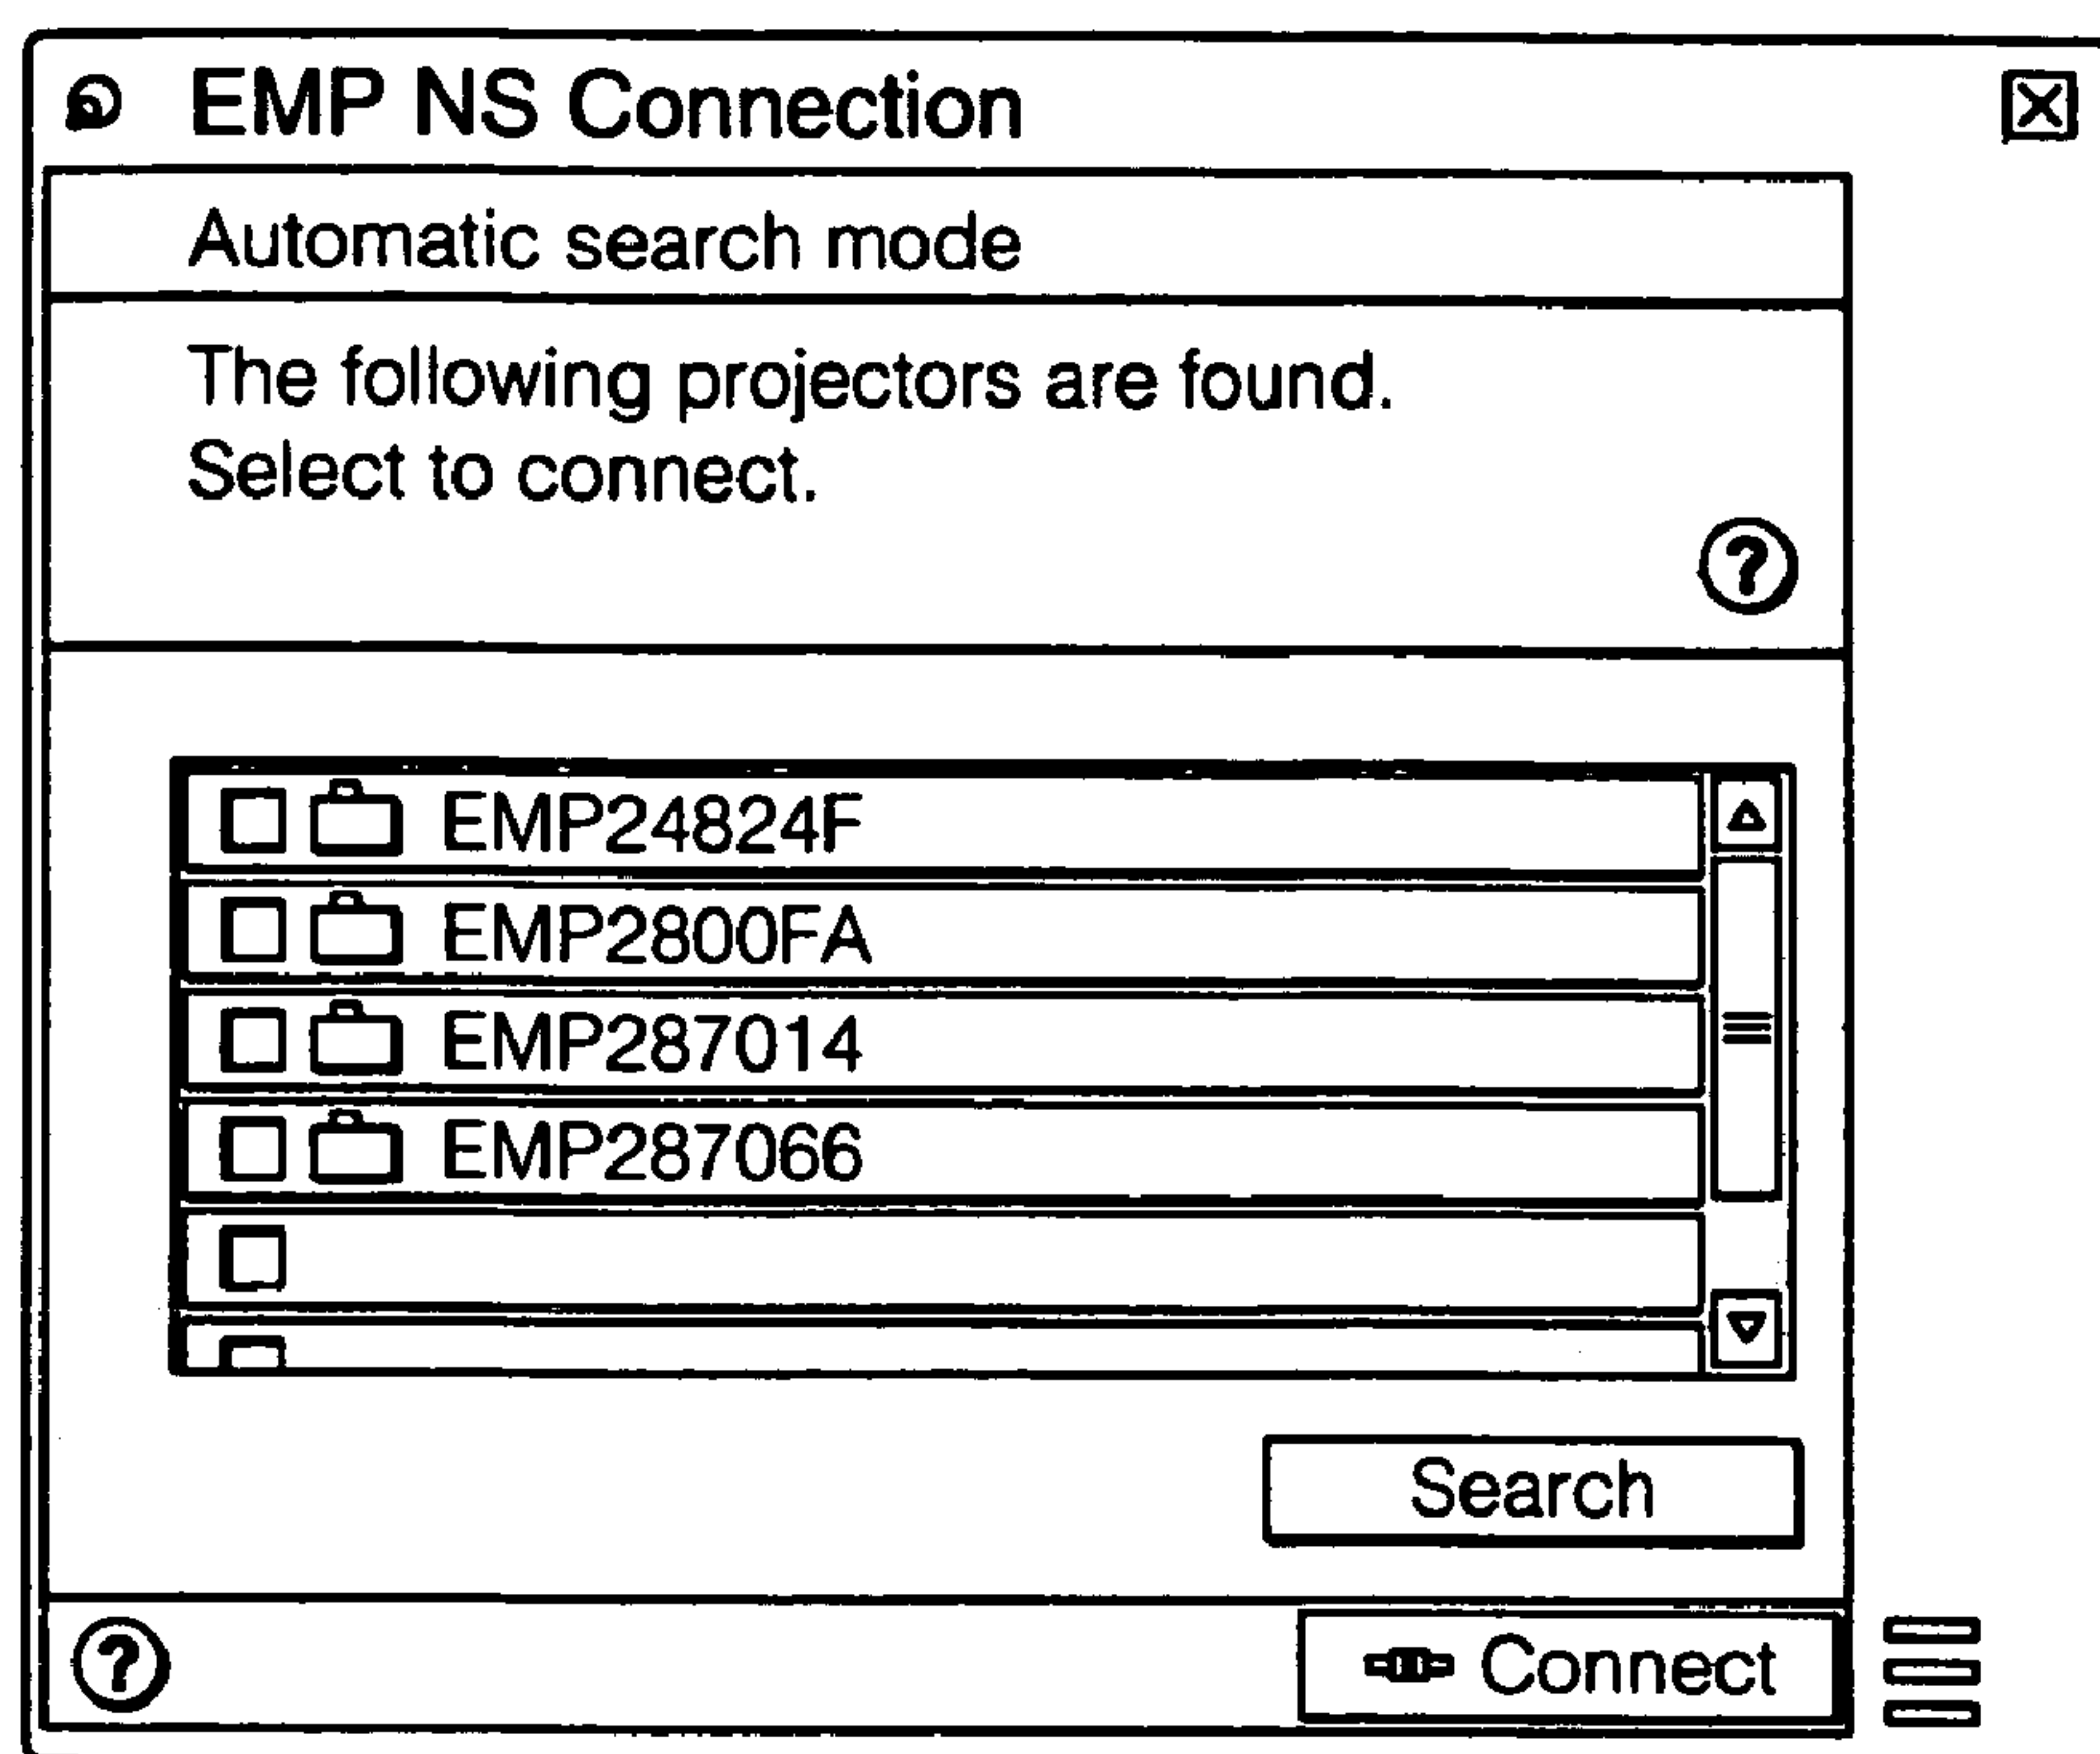 EMP NS Connection
Automatic search mode
The following projectors are found.
Select to connect.
?
EMP24824F
EMP2800FA
EMP287014
EMP287066
Search
?
Connect